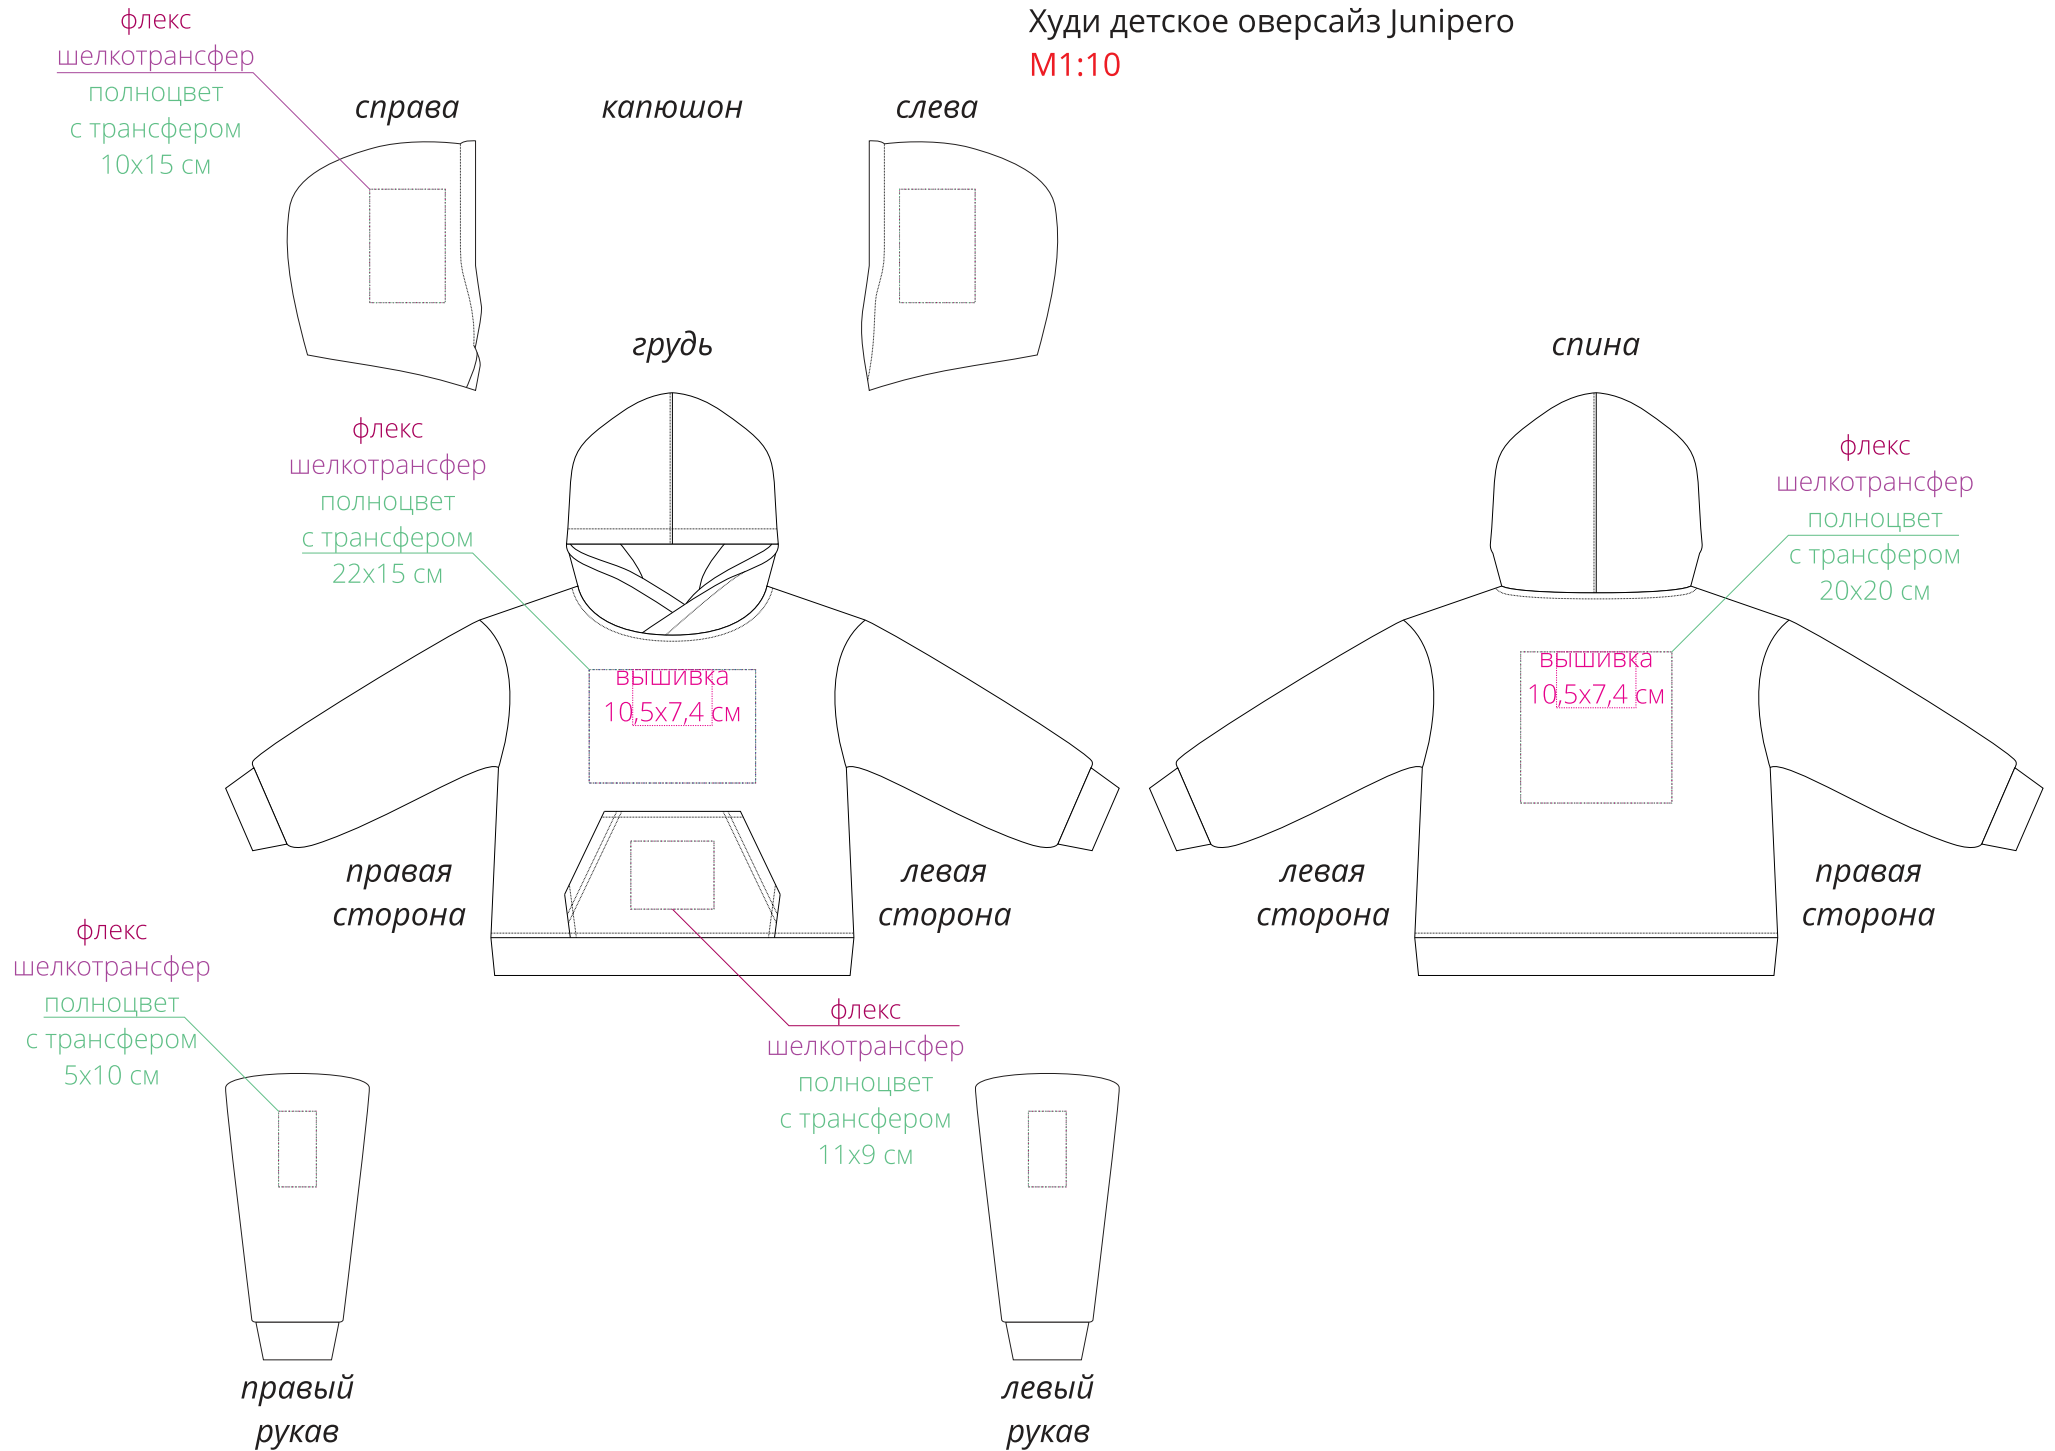 Худи детское оверсайз Junipero
М1:10
флекс
шелкотрансфер
полноцвет
с трансфером
10х15 см
справа
капюшон
слева
грудь
спина
флекс
шелкотрансфер
полноцвет
с трансфером
22х15 см
флекс
шелкотрансфер
полноцвет
с трансфером
20х20 см
вышивка
10,5х7,4 см
вышивка
10,5х7,4 см
правая
сторона
левая
сторона
левая
сторона
правая
сторона
флекс
шелкотрансфер
полноцвет
с трансфером
5х10 см
флекс
шелкотрансфер
полноцвет
с трансфером
11х9 см
правый
рукав
левый
рукав